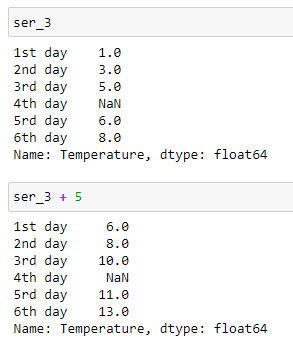 ser_3
1st day    1.0
2nd day    3.0
3rd day    5.0
4th day    NaN
5rd day    6.0
6th day    8.0
Name: Temperature, dtype: float64
ser_3 + 5
1st day     6.0
2nd day     8.0
3rd day    10.0
4th day     NaN
5rd day    11.0
6th day    13.0
Name: Temperature, dtype: float64